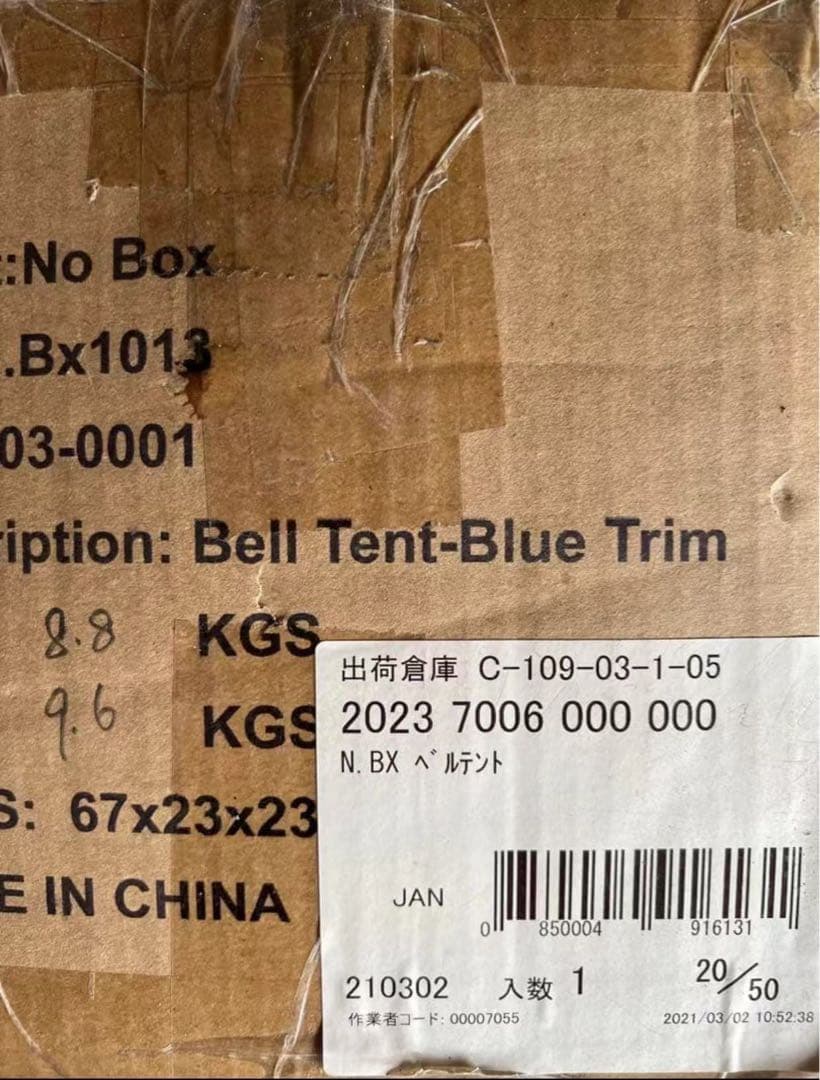 :No Box
.Bx1013
03-0001
ription: Bell Tent-Blue Trim
8.8 KGS
9.6 KGS
S: 67x23x23
E IN CHINA
出荷倉庫 C-109-03-1-05
2023 7006 000 000
N.BX ﾍﾞﾙﾃﾝﾄ
JAN
0 850004 916131
210302 入数 1 20/50
作業者コード: 00007055 2021/03/02 10:52:38